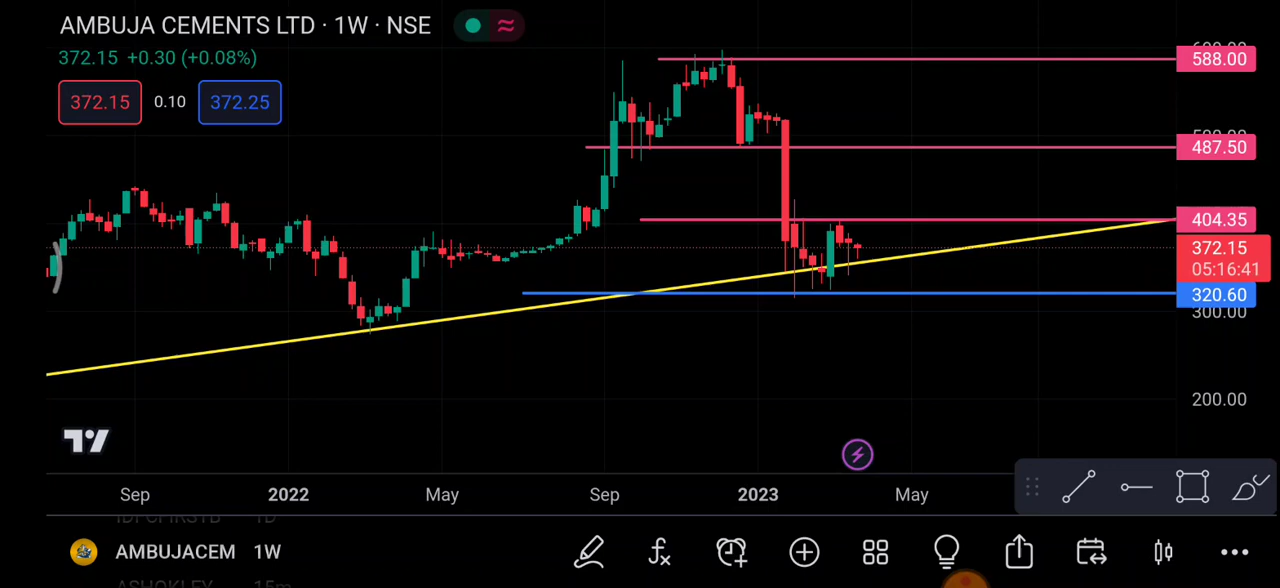 AMBUJA CEMENTS LTD · 1W · NSE
372.15 +0.30 (+0.08%)
372.15 0.10 372.25
588.00
487.50
404.35
372.15
05:16:41
320.60
300.00
200.00
Sep 2022 May Sep 2023 May
AMBUJACEM 1W
ASHOKLEY 15m